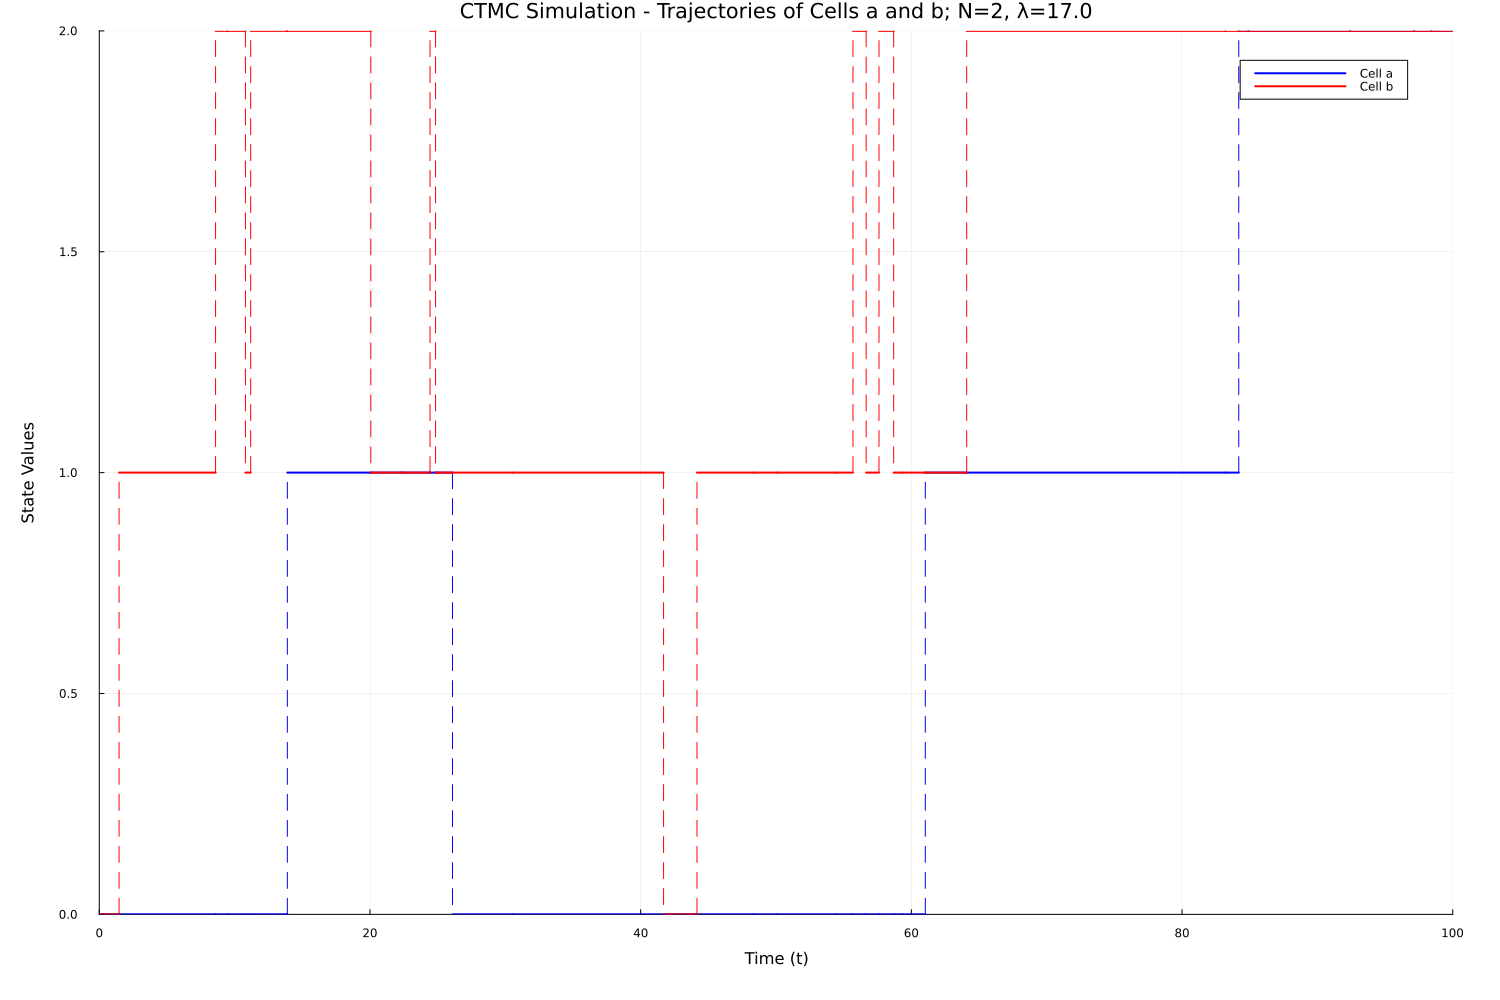 CTMC Simulation - Trajectories of Cells a and b; N=2, λ=17.0
2.0
Cell a
Cell b
1.5
State Values
1.0
0.5
0.0
0 20 40 60 80 100
Time (t)